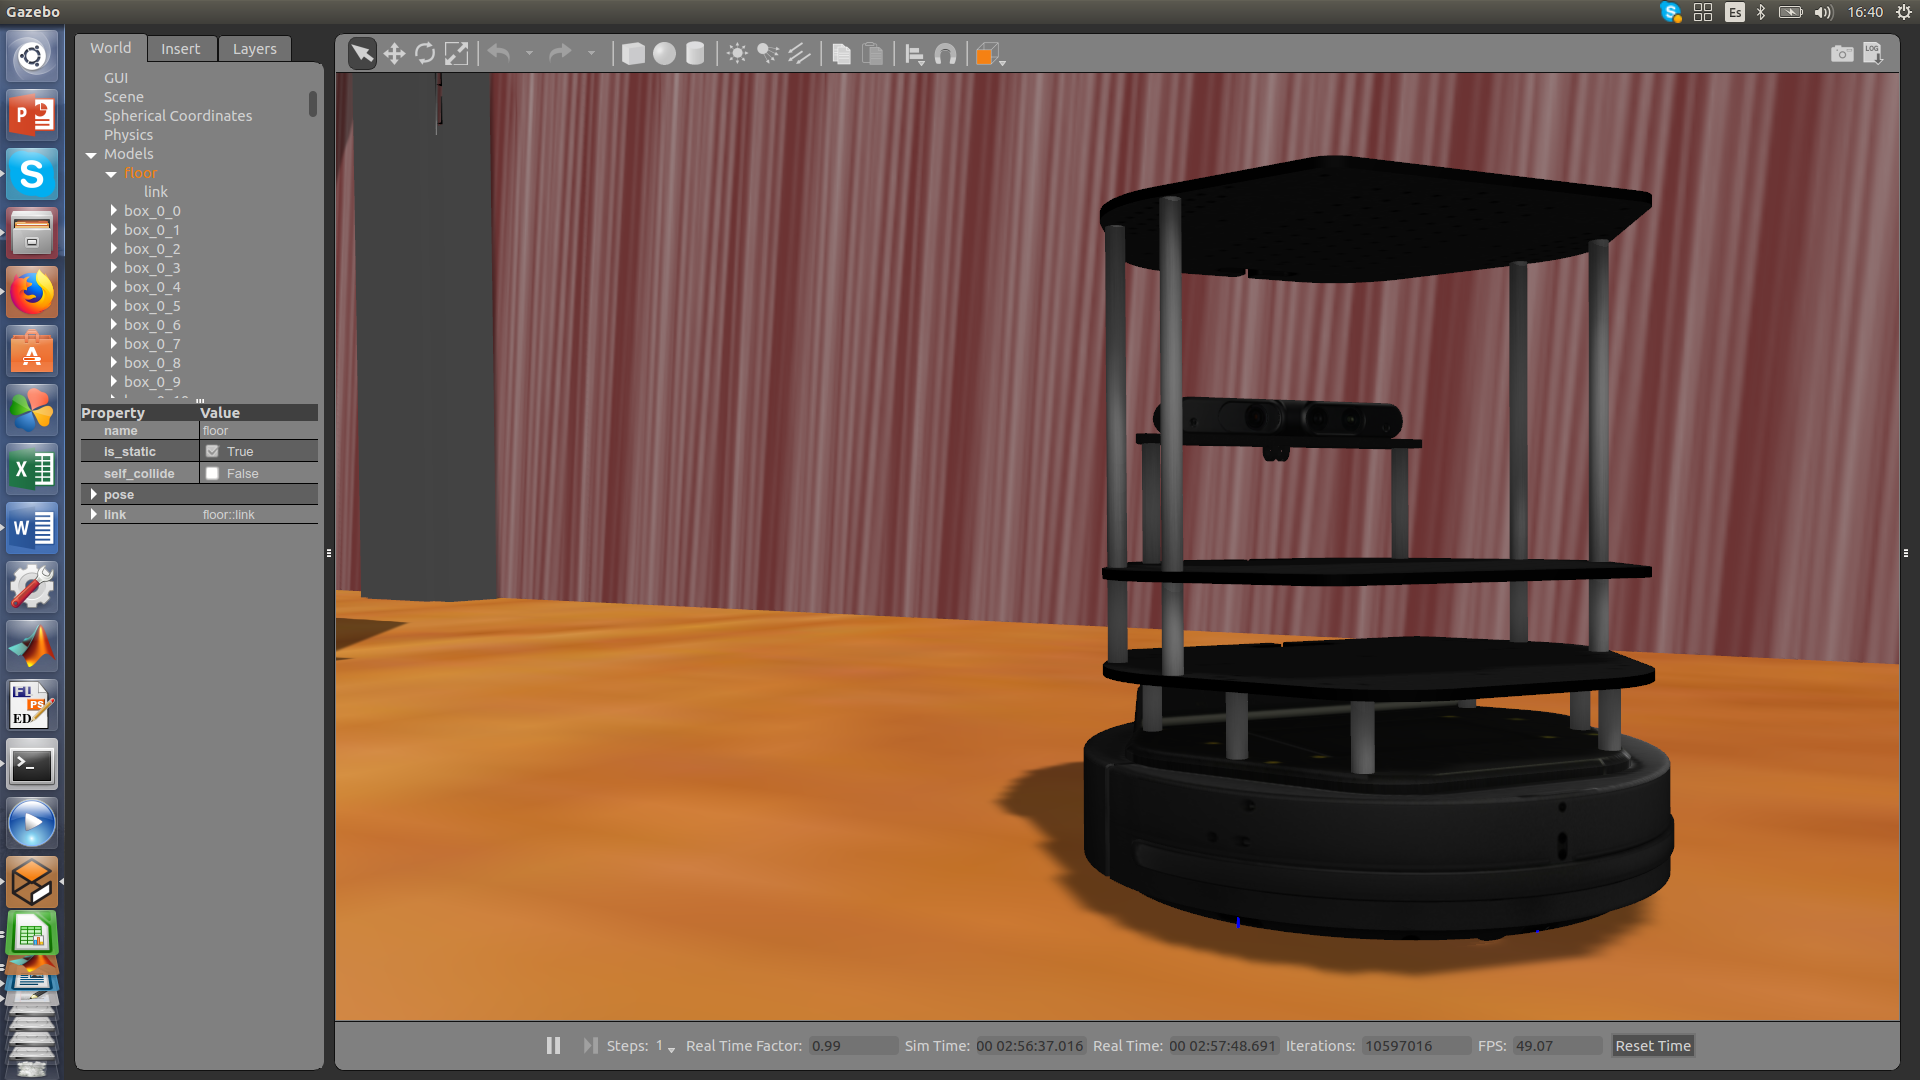 Gazebo
Es
16:40
World Insert Layers
LOG
GUI
Scene
Spherical Coordinates
Physics
Models
floor
link
box_0_0
box_0_1
box_0_2
box_0_3
box_0_4
box_0_5
box_0_6
box_0_7
box_0_8
box_0_9
Property Value
name floor
is_static True
self_collide False
pose
link floor::link
Steps: 1 Real Time Factor: 0.99 Sim Time: 00 02:56:37.016 Real Time: 00 02:57:48.691 Iterations: 10597016 FPS: 49.07 Reset Time